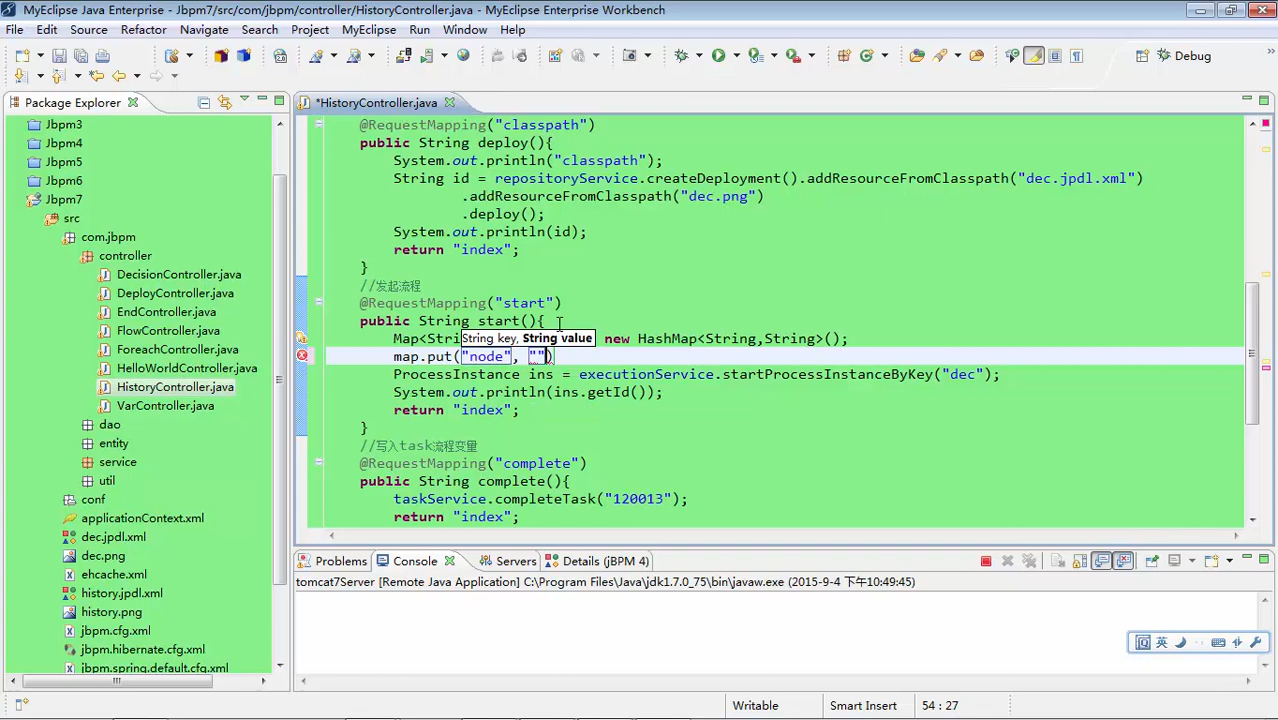 MyEclipse Java Enterprise - Jbpm7/src/com/jbpm/controller/HistoryController.java - MyEclipse Enterprise Workbench
File Edit Source Refactor Navigate Search Project MyEclipse Run Window Help
Debug
Package Explorer
Jbpm3
Jbpm4
Jbpm5
Jbpm6
Jbpm7
src
com.jbpm
controller
DecisionController.java
DeployController.java
EndController.java
FlowController.java
ForeachController.java
HelloWorldController.java
HistoryController.java
VarController.java
dao
entity
service
util
conf
applicationContext.xml
dec.jpdl.xml
dec.png
ehcache.xml
history.jpdl.xml
history.png
jbpm.cfg.xml
jbpm.hibernate.cfg.xml
jbpm.spring.default.cfg.xml
*HistoryController.java
@RequestMapping("classpath")
public String deploy(){
System.out.println("classpath");
String id = repositoryService.createDeployment().addResourceFromClasspath("dec.jpdl.xml")
.addResourceFromClasspath("dec.png")
.deploy();
System.out.println(id);
return "index";
}
//发起流程
@RequestMapping("start")
public String start(){
Map<Stri
String key, String value
new HashMap<String,String>();
map.put("node", "")
ProcessInstance ins = executionService.startProcessInstanceByKey("dec");
System.out.println(ins.getId());
return "index";
}
//写入task流程变量
@RequestMapping("complete")
public String complete(){
taskService.completeTask("120013");
return "index";
Problems Console Servers Details (jBPM 4)
tomcat7Server [Remote Java Application] C:\Program Files\Java\jdk1.7.0_75\bin\javaw.exe (2015-9-4 下午10:49:45)
英
Writable Smart Insert 54 : 27